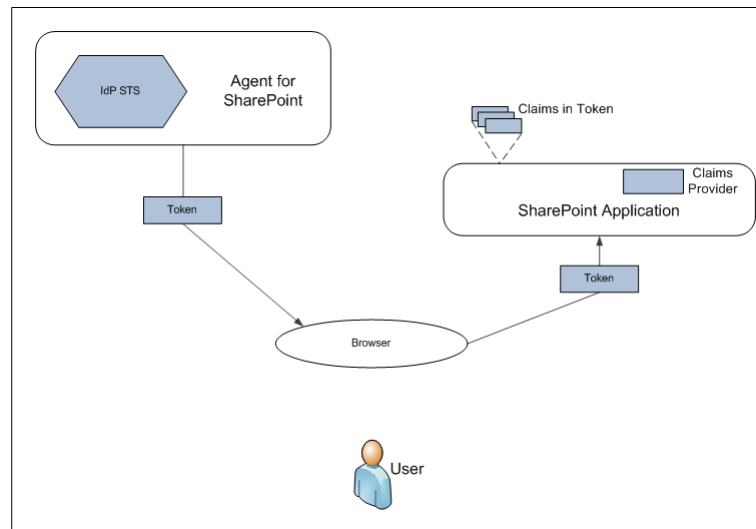 IdP STS
Agent for
SharePoint
Claims in Token
Claims
Provider
SharePoint Application
Token
Token
Browser
User